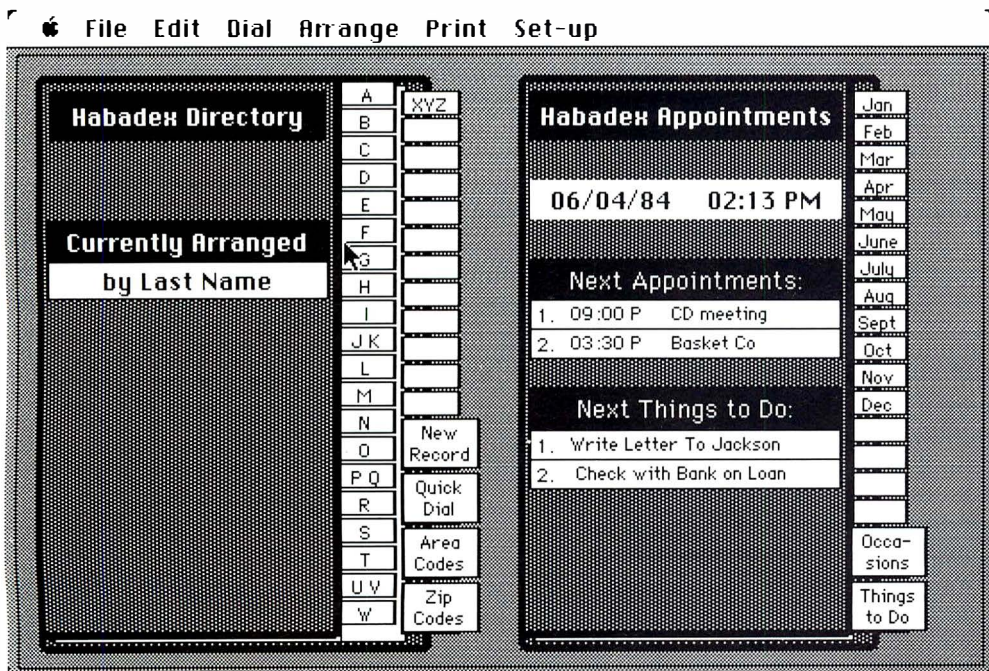 File Edit Dial Arrange Print Set-up
Habadex Directory
Currently Arranged
by Last Name
A
B
C
D
E
F
G
H
I
J K
L
M
N
O
P Q
R
S
T
U V
W
XYZ
New
Record
Quick
Dial
Area
Codes
Zip
Codes
Habadex Appointments
06/04/84 02:13 PM
Next Appointments:
1. 09:00 P CD meeting
2. 03:30 P Basket Co
Next Things to Do:
1. Write Letter To Jackson
2. Check with Bank on Loan
Jan
Feb
Mar
Apr
May
June
July
Aug
Sept
Oct
Nov
Dec
Occa-
sions
Things
to Do